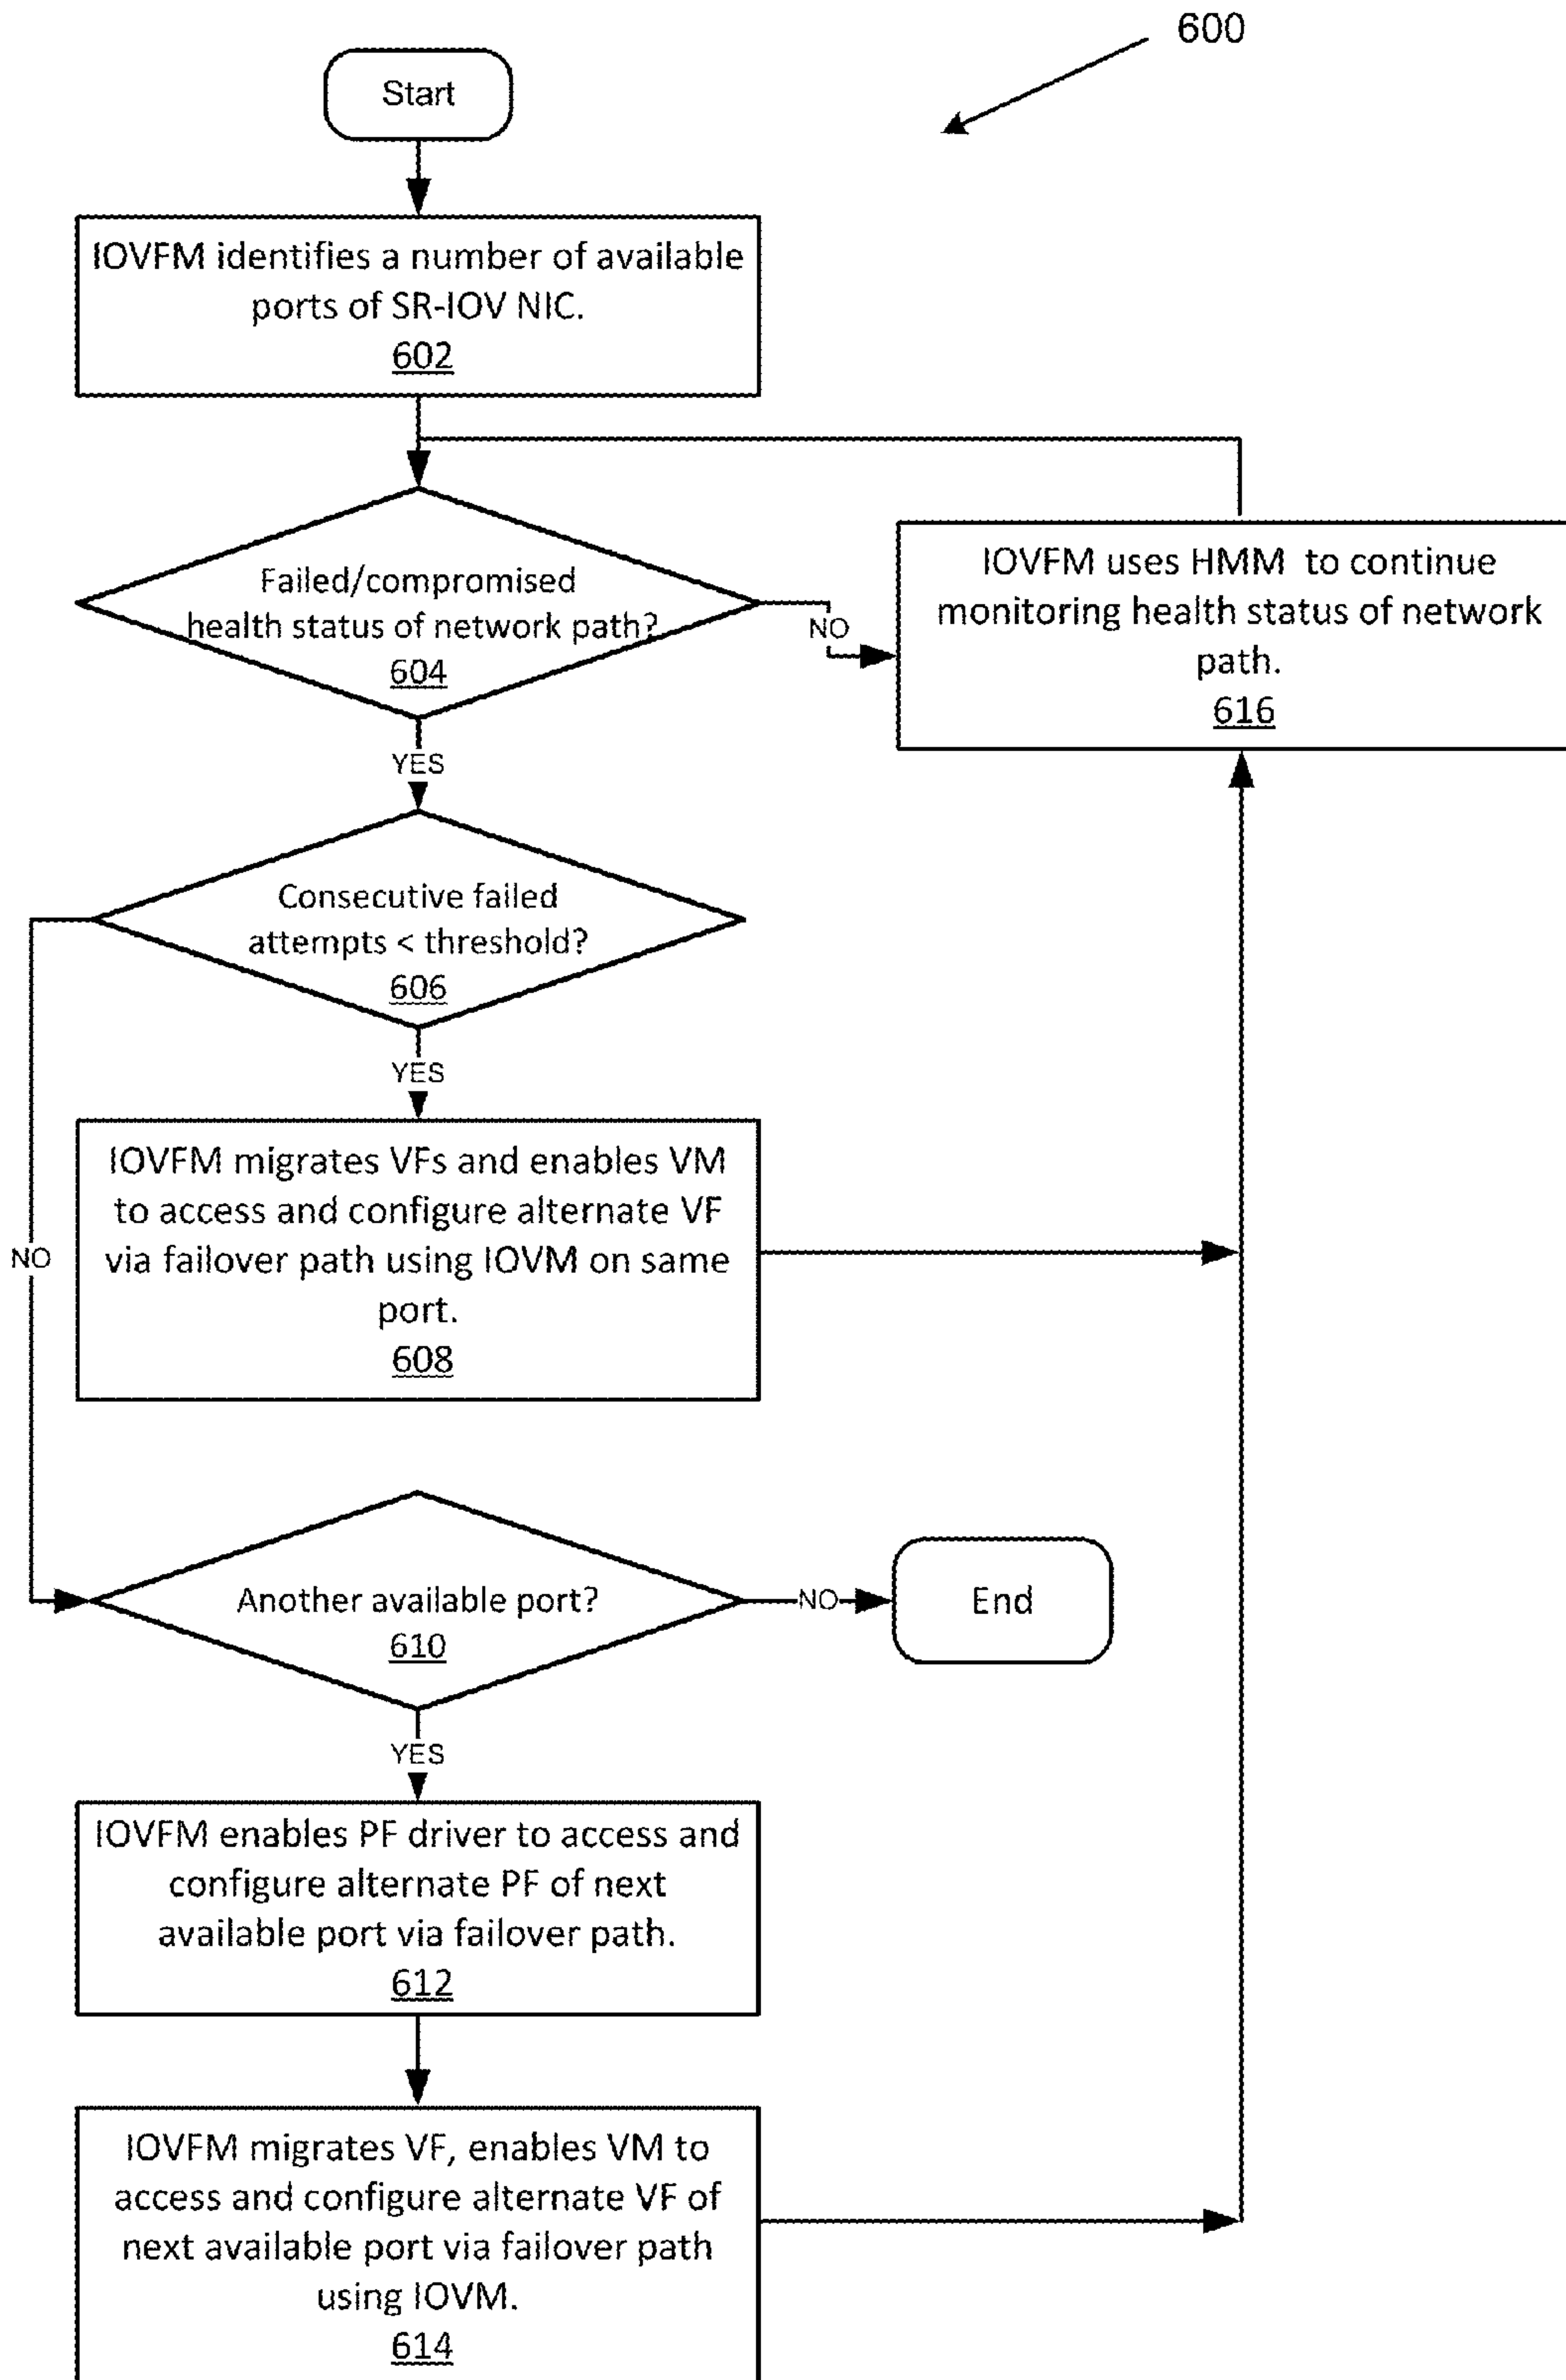 600
Start
IOVFM identifies a number of available
ports of SR-IOV NIC.
602
Failed/compromised
health status of network path?
604
NO
IOVFM uses HMM to continue
monitoring health status of network
path.
616
YES
Consecutive failed
attempts < threshold?
606
YES
NO
IOVFM migrates VFs and enables VM
to access and configure alternate VF
via failover path using IOVM on same
port.
608
Another available port?
610
NO
End
YES
IOVFM enables PF driver to access and
configure alternate PF of next
available port via failover path.
612
IOVFM migrates VF, enables VM to
access and configure alternate VF of
next available port via failover path
using IOVM.
614